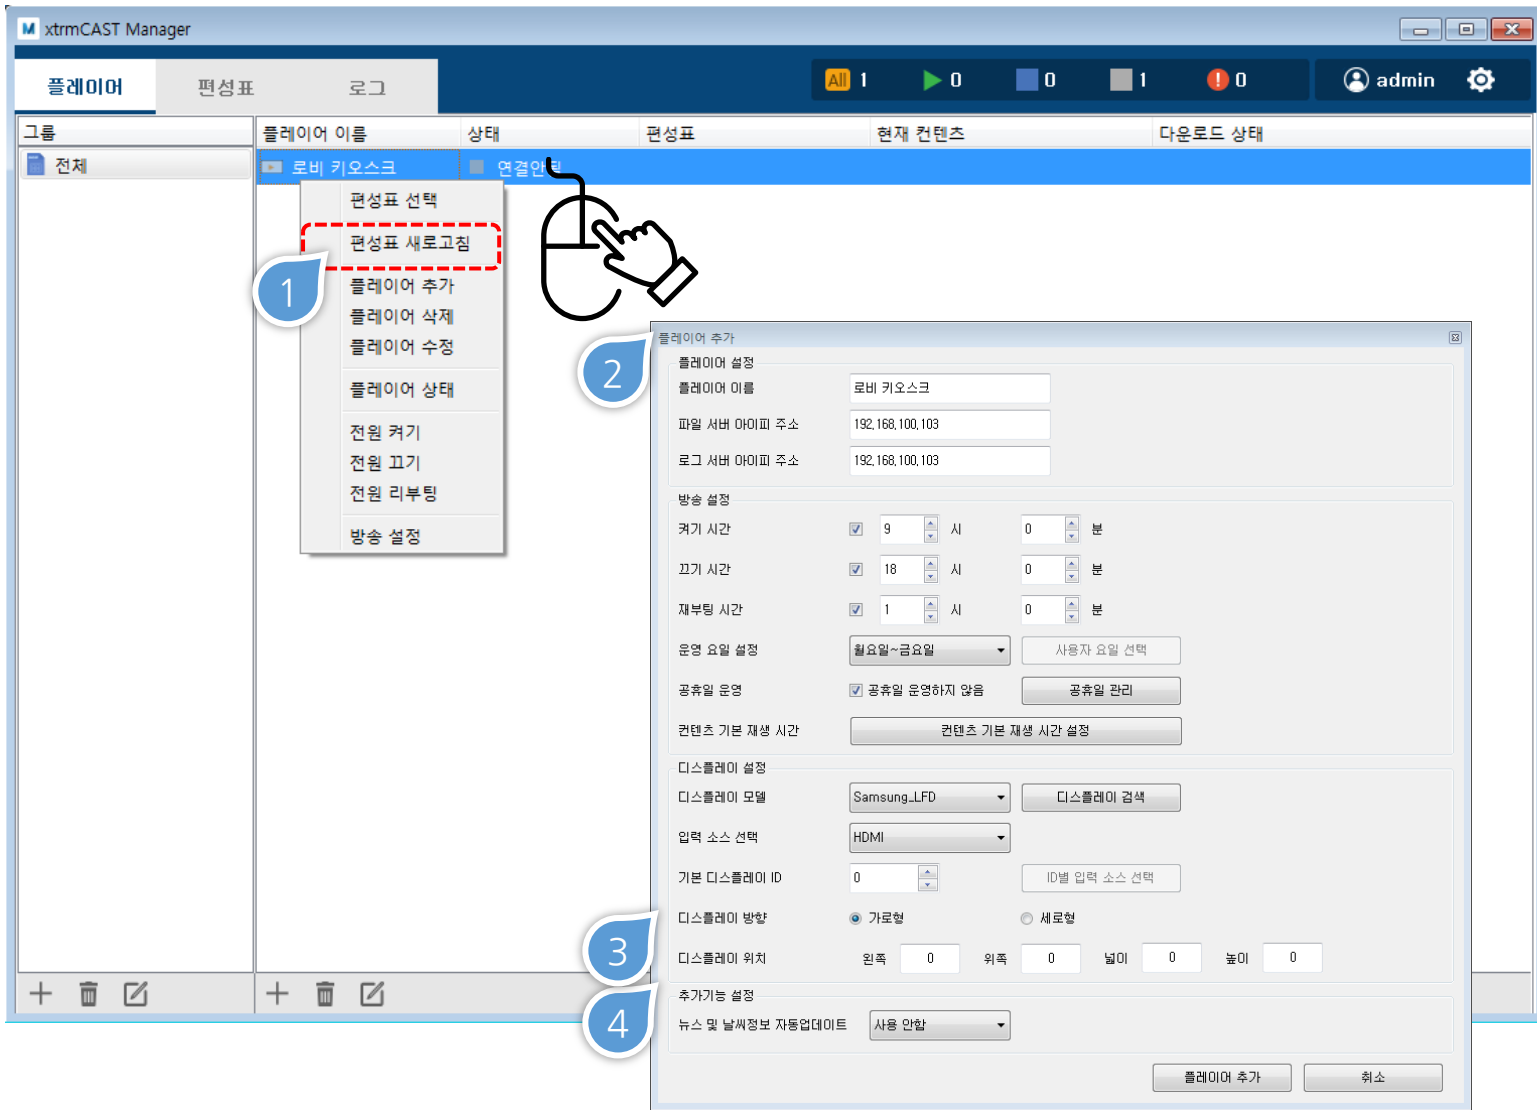 M xtrmCAST Manager
플레이어 편성표 로그 All 1 0 0 1 ! 0 admin
그룹 플레이어 이름 상태 편성표 현재 컨텐츠 다운로드 상태
전체 로비 키오스크 연결안됨
편성표 선택
편성표 새로고침
1
플레이어 추가
플레이어 삭제
플레이어 수정
플레이어 상태
전원 켜기
전원 끄기
전원 리부팅
방송 설정
2
플레이어 추가
플레이어 설정
플레이어 이름 로비 키오스크
파일 서버 아이피 주소 192,168,100,103
로그 서버 아이피 주소 192,168,100,103
방송 설정
켜기 시간 9 시 0 분
끄기 시간 18 시 0 분
재부팅 시간 1 시 0 분
운영 요일 설정 월요일~금요일 사용자 요일 선택
공휴일 운영 공휴일 운영하지 않음 공휴일 관리
컨텐츠 기본 재생 시간 컨텐츠 기본 재생 시간 설정
디스플레이 설정
디스플레이 모델 Samsung_LFD 디스플레이 검색
입력 소스 선택 HDMI
기본 디스플레이 ID 0 ID별 입력 소스 선택
디스플레이 방향 가로형 세로형
3
디스플레이 위치 왼쪽 0 위쪽 0 넓이 0 높이 0
4
추가기능 설정
뉴스 및 날씨정보 자동업데이트 사용 안함
플레이어 추가 취소